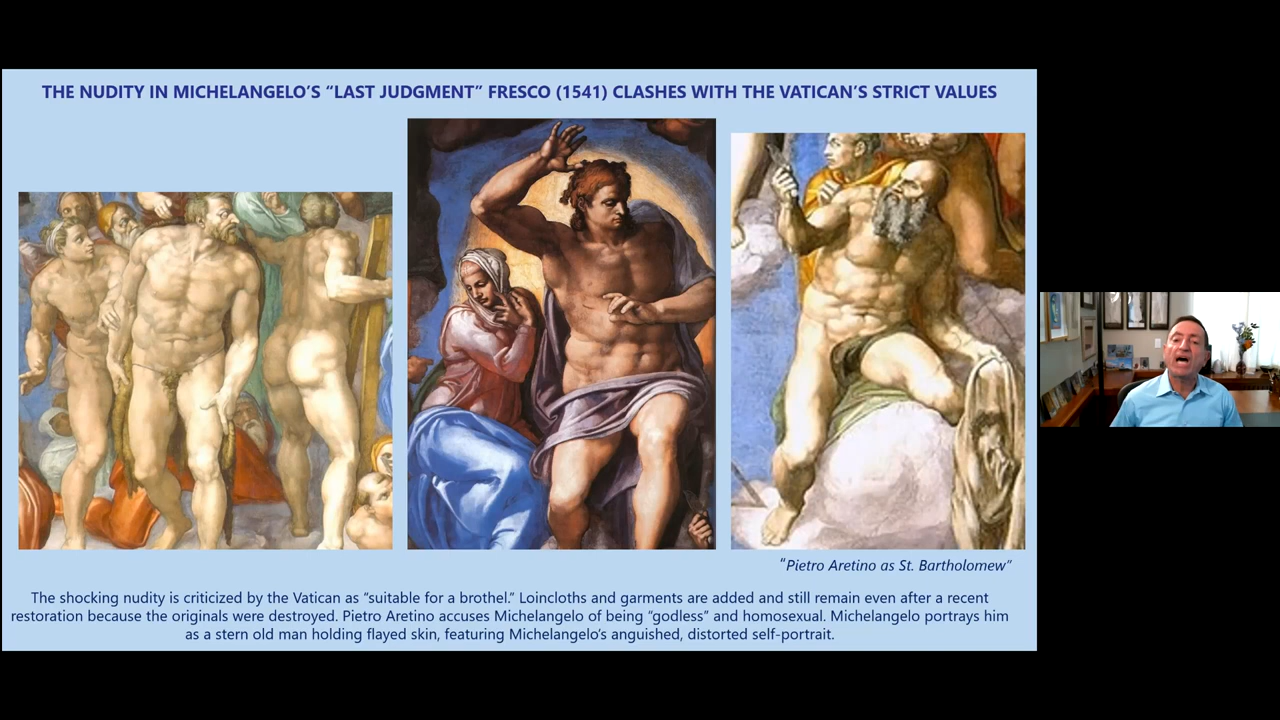 THE NUDITY IN MICHELANGELO’S “LAST JUDGMENT” FRESCO (1541) CLASHES WITH THE VATICAN’S STRICT VALUES
"Pietro Aretino as St. Bartholomew”
The shocking nudity is criticized by the Vatican as “suitable for a brothel.” Loincloths and garments are added and still remain even after a recent
restoration because the originals were destroyed. Pietro Aretino accuses Michelangelo of being “godless” and homosexual. Michelangelo portrays him
as a stern old man holding flayed skin, featuring Michelangelo’s anguished, distorted self-portrait.